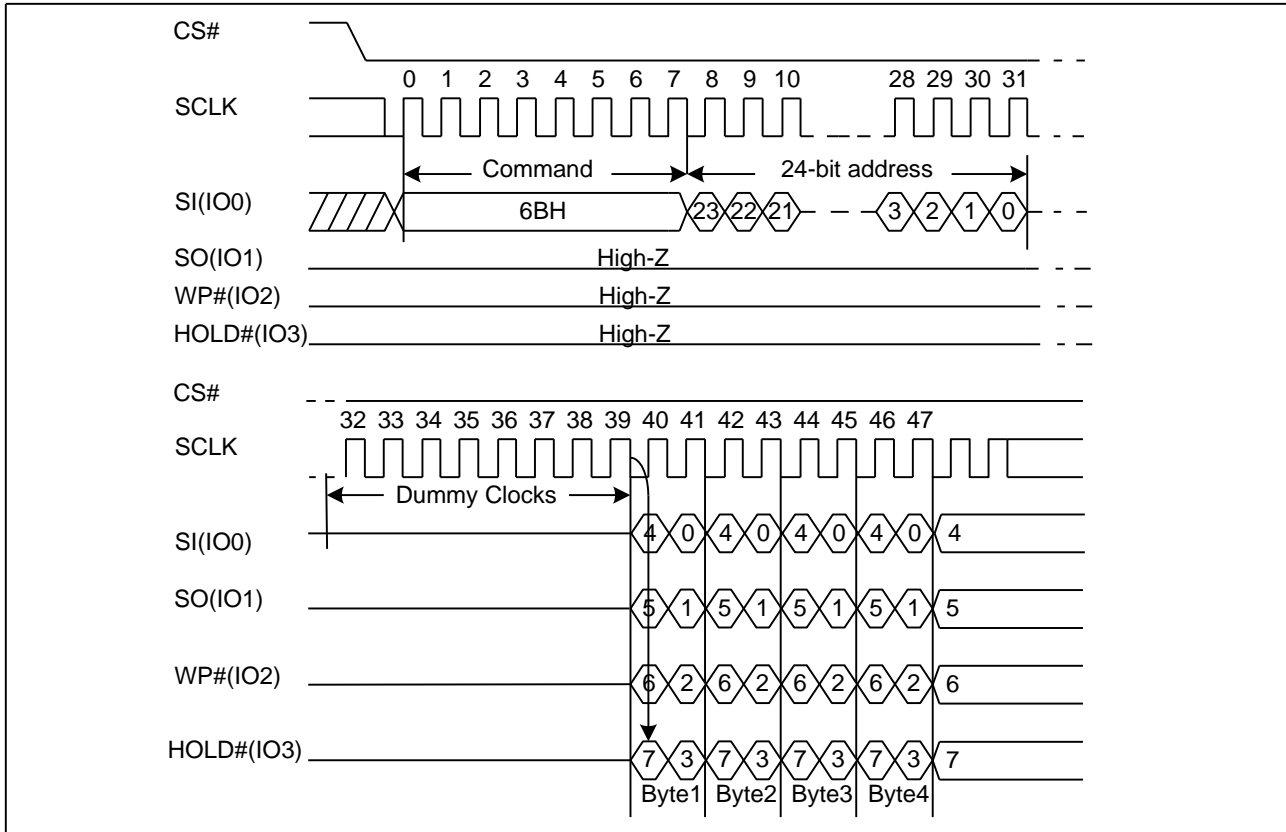 CS#
0 1 2 3 4 5 6 7 8 9 10 28 29 30 31
SCLK
Command 24-bit address
SI(IO0) 6BH 23 22 21 3 2 1 0
SO(IO1) High-Z
WP#(IO2) High-Z
HOLD#(IO3) High-Z
CS#
32 33 34 35 36 37 38 39 40 41 42 43 44 45 46 47
SCLK
Dummy Clocks
SI(IO0) 4 0 4 0 4 0 4 0 4
SO(IO1) 5 1 5 1 5 1 5 1 5
WP#(IO2) 6 2 6 2 6 2 6 2 6
HOLD#(IO3) 7 3 7 3 7 3 7 3 7
Byte1 Byte2 Byte3 Byte4